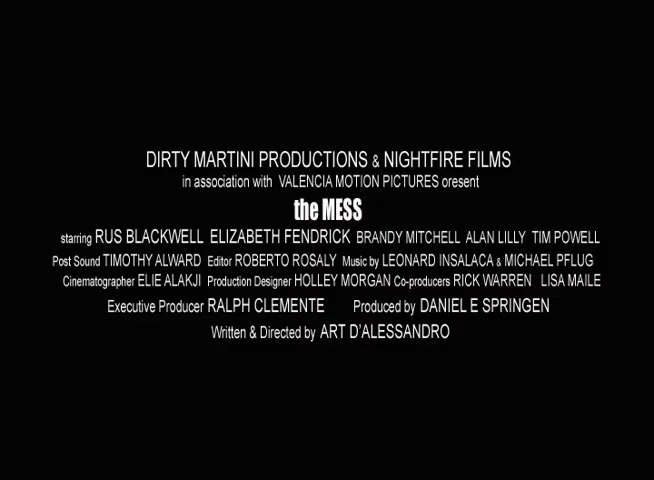 DIRTY MARTINI PRODUCTIONS & NIGHTFIRE FILMS
in association with VALENCIA MOTION PICTURES oresent
the MESS
starring RUS BLACKWELL ELIZABETH FENDRICK BRANDY MITCHELL ALAN LILLY TIM POWELL
Post Sound TIMOTHY ALWARD Editor ROBERTO ROSALY Music by LEONARD INSALACA & MICHAEL PFLUG
Cinematographer ELIE ALAKJI Production Designer HOLLEY MORGAN Co-producers RICK WARREN LISA MAILE
Executive Producer RALPH CLEMENTE Produced by DANIEL E SPRINGEN
Written & Directed by ART D'ALESSANDRO